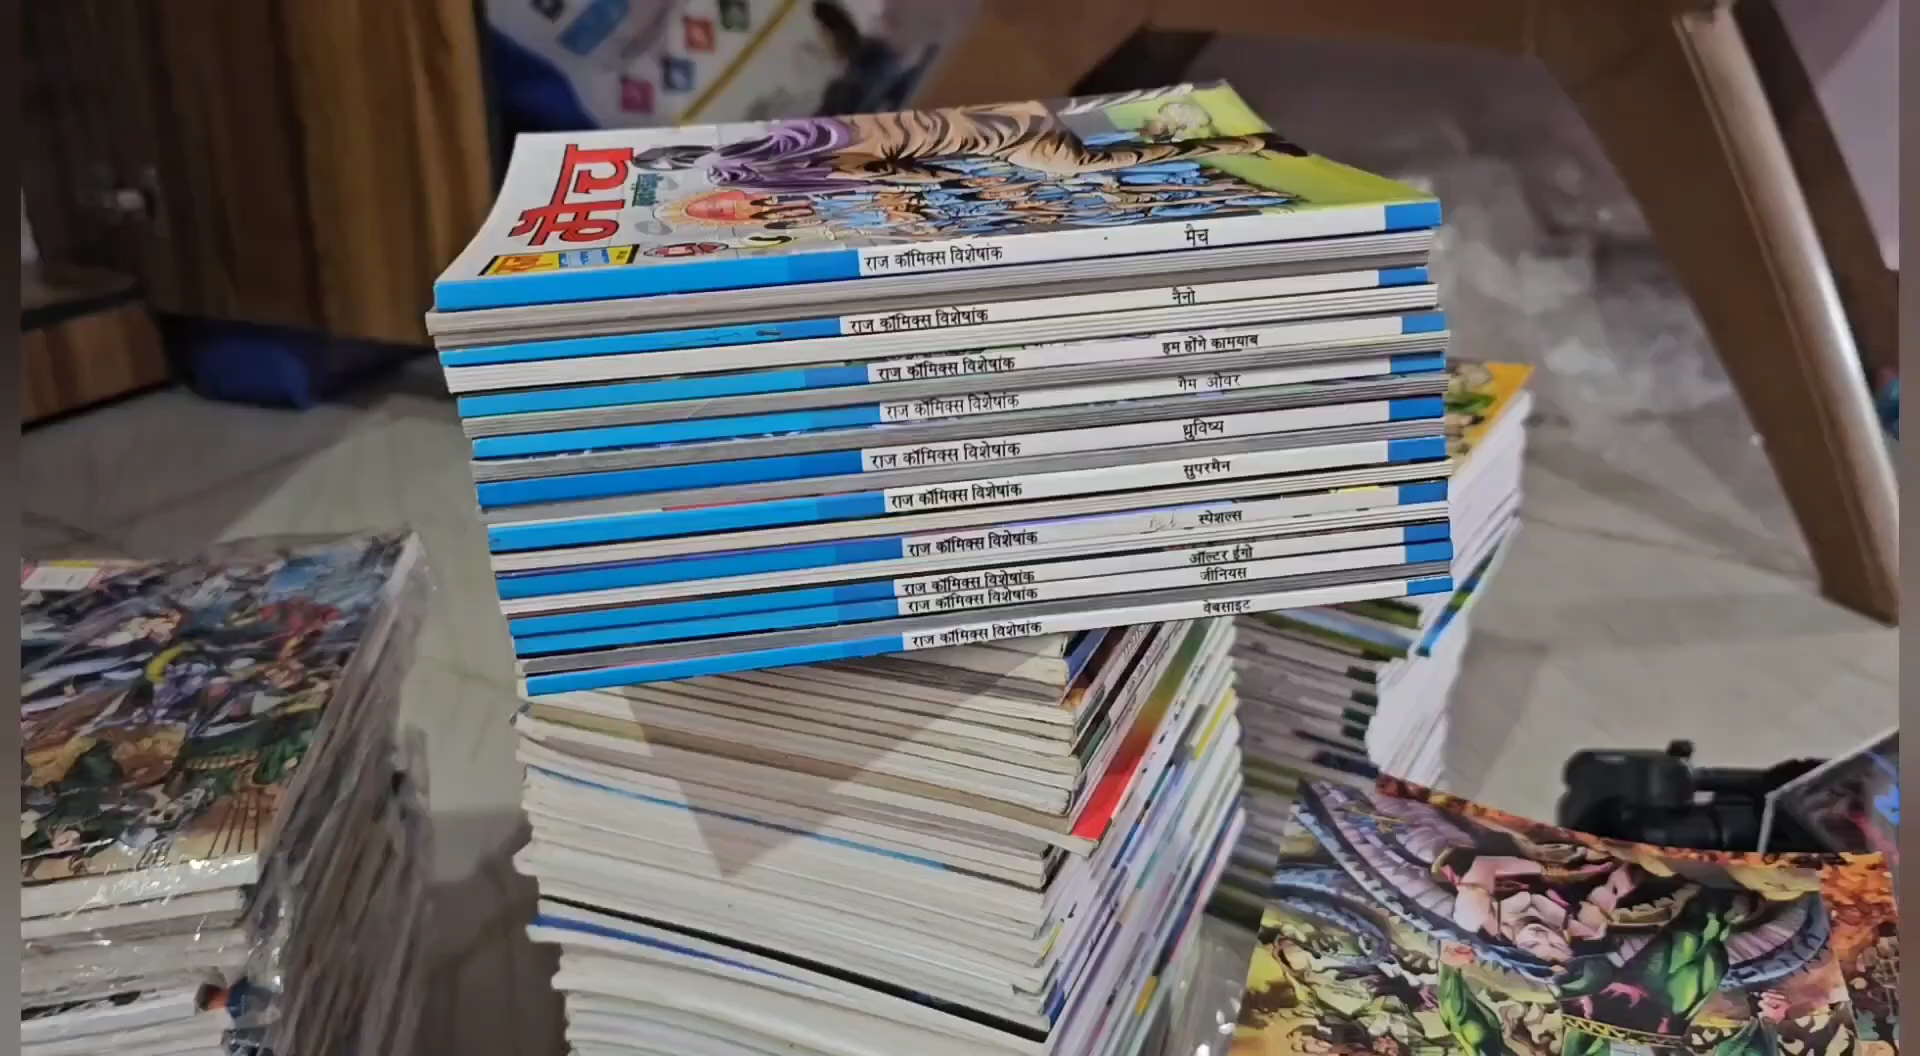 मैच
राज कॉमिक्स विशेषांक मैच
राज कॉमिक्स विशेषांक नैनो
राज कॉमिक्स विशेषांक हम होंगे कामयाब
राज कॉमिक्स विशेषांक गेम ओवर
राज कॉमिक्स विशेषांक ध्रुविष्य
राज कॉमिक्स विशेषांक सुपरमैन
राज कॉमिक्स विशेषांक स्पेशल्स
राज कॉमिक्स विशेषांक ऑल्टर ईगो
राज कॉमिक्स विशेषांक जीनियस
राज कॉमिक्स विशेषांक वेबसाइट